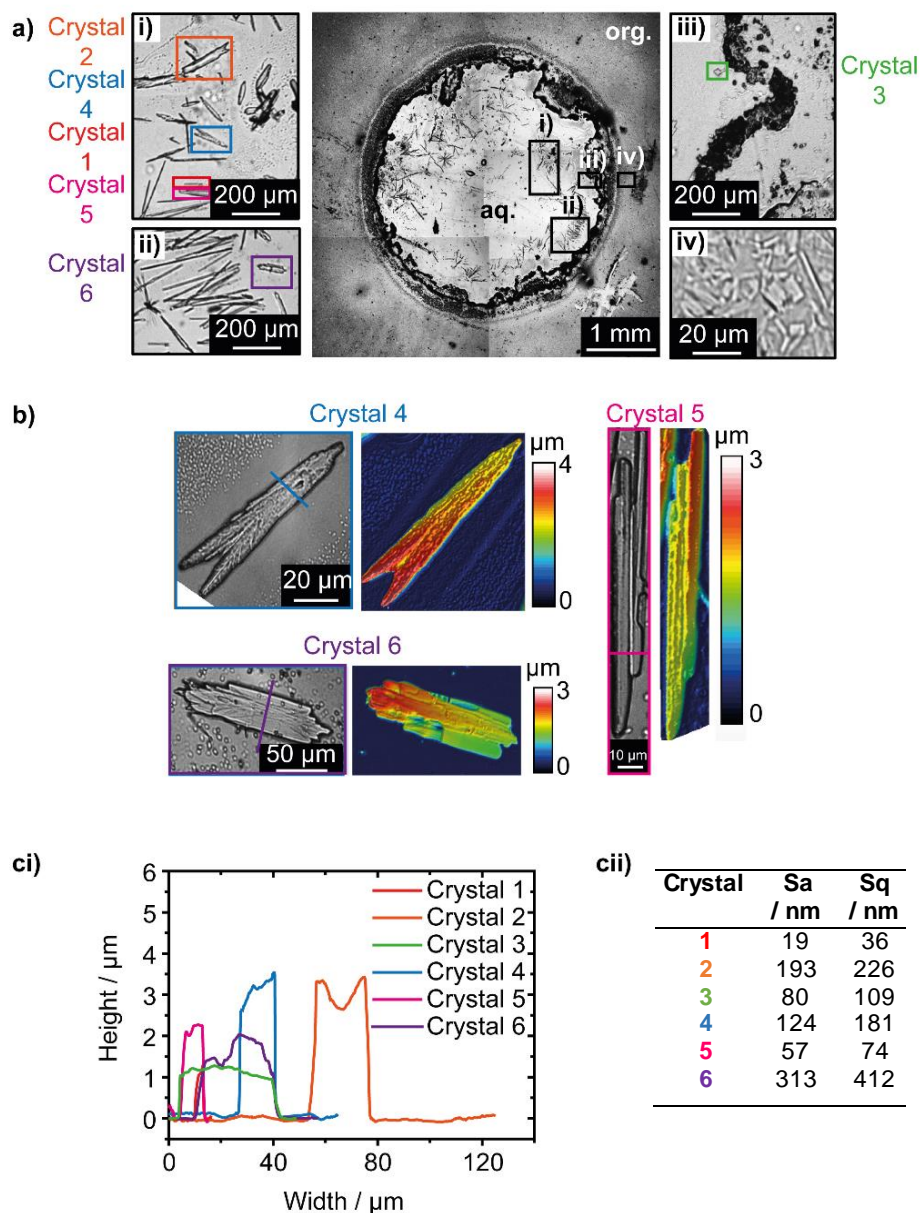 a)
Crystal
2
Crystal
4
Crystal
1
Crystal
5
i)
200 µm
Crystal
6
ii)
200 µm
org.
i)
iii)
iv)
ii)
aq.
1 mm
iii)
200 µm
Crystal
3
iv)
20 µm
b)
Crystal 4
20 µm
µm
4
0
Crystal 5
10 µm
µm
3
0
Crystal 6
50 µm
µm
3
0
ci)
Height / µm
6
5
4
3
2
1
0
0 40 80 120
Width / µm
Crystal 1
Crystal 2
Crystal 3
Crystal 4
Crystal 5
Crystal 6
cii)
Crystal Sa Sq
/ nm / nm
1 19 36
2 193 226
3 80 109
4 124 181
5 57 74
6 313 412